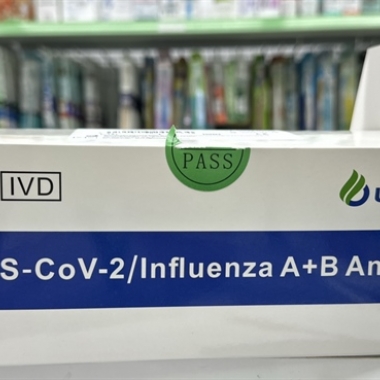 PASS
IVD
S-CoV-2/Influenza A+B An